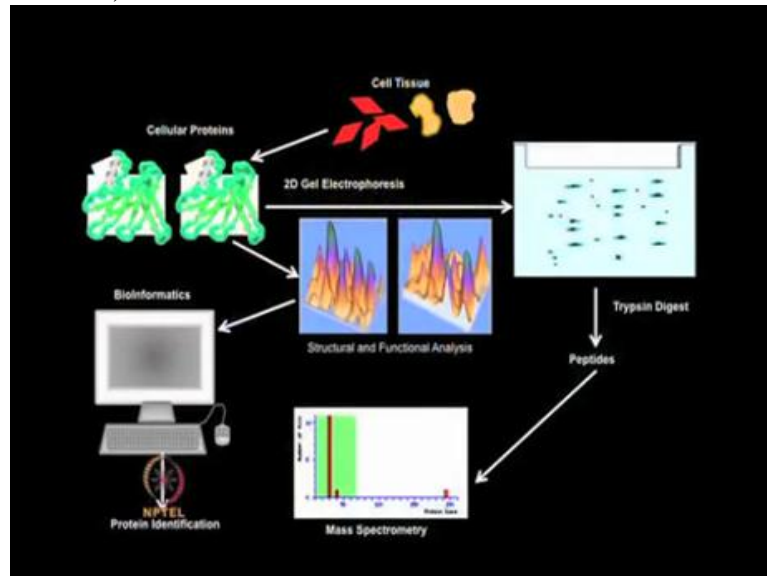 Cell Tissue
Cellular Proteins
2D Gel Electrophoresis
BioInformatics
Trypsin Digest
Structural and Functional Analysis
Peptides
NPTEL
Protein Identification
Mass Spectrometry